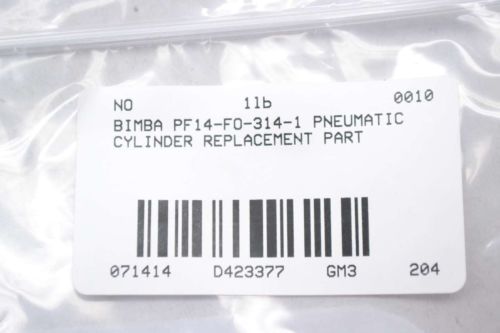 NO 1lb 0010
BIMBA PF14-FO-314-1 PNEUMATIC
CYLINDER REPLACEMENT PART
071414 D423377 GM3 204